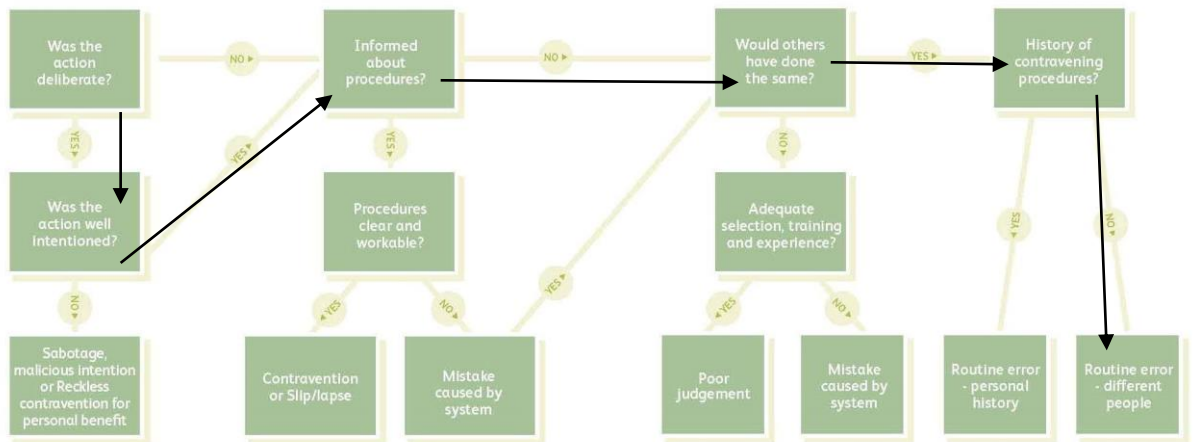 Was the
action
deliberate?
NO ►
Informed
about
procedures?
NO ►
Would others
have done
the same?
YES ►
History of
contravening
procedures?
YES ►
YES ►
YES ►
NO ►
Was the
action well
intentioned?
Procedures
clear and
workable?
Adequate
selection, training
and experience?
YES ►
NO ►
NO ►
YES ►
NO ►
YES ►
YES ►
NO ►
Sabotage,
malicious intention
or Reckless
contravention for
personal benefit
Contravention
or Slip/lapse
Mistake
caused by
system
Poor
judgement
Mistake
caused by
system
Routine error
- personal
history
Routine error
- different
people